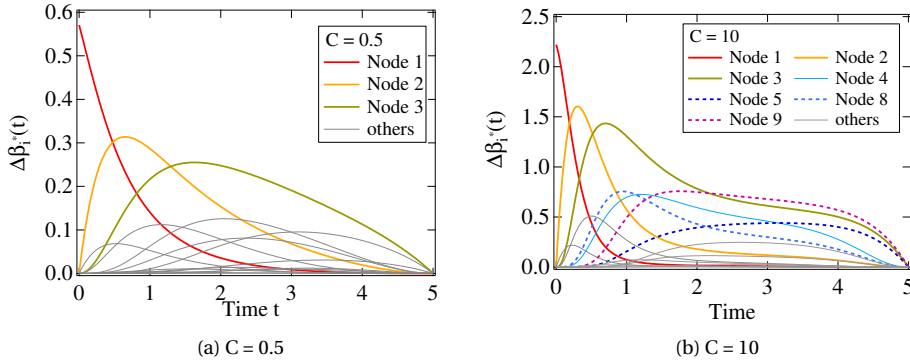 0.6
0.5
0.4
0.3
0.2
0.1
0.0
Δβi*(t)
0 1 2 3 4 5
Time t
C = 0.5
Node 1
Node 2
Node 3
others
(a) C = 0.5
2.5
2.0
1.5
1.0
0.5
0.0
Δβi*(t)
0 1 2 3 4 5
Time
C = 10
Node 1 Node 2
Node 3 Node 4
Node 5 Node 8
Node 9 others
(b) C = 10